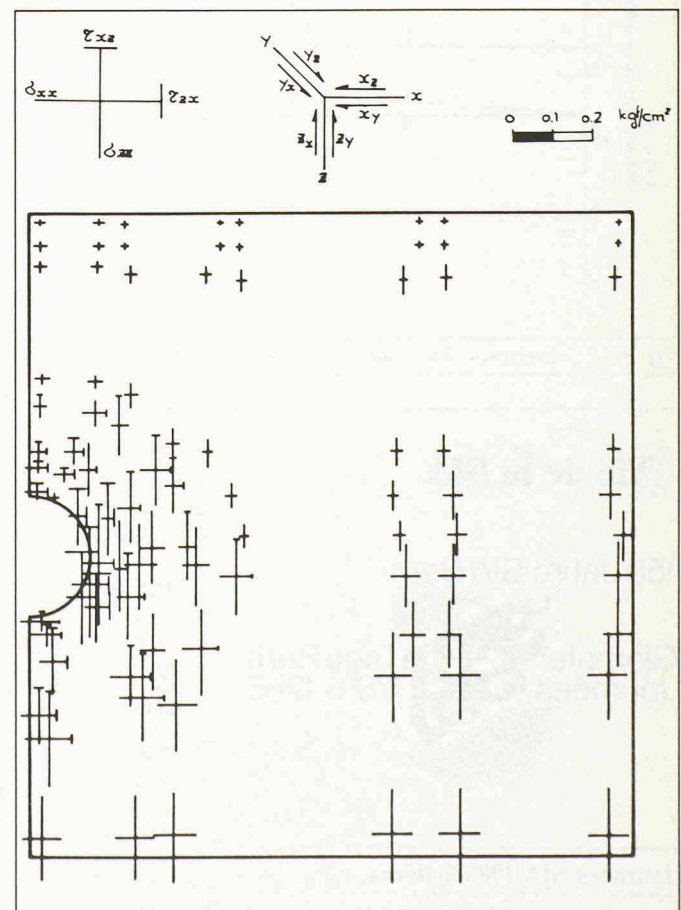 τxz
σxx
τzx
σzz
y
yz
yx
xz
x
xy
zx
zy
z
0 0.1 0.2 kgf/cm²